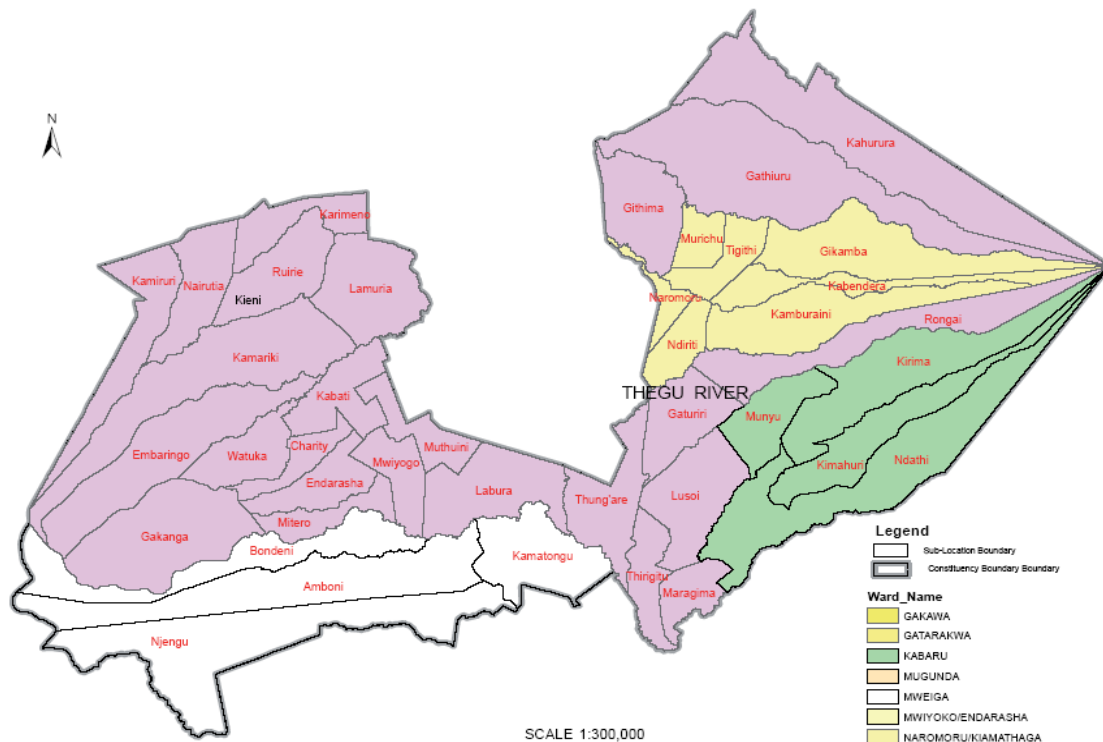 N
Kahurura
Gathiuru
Githima
Karimeno
Murichu
Tigithi
Gikamba
Kamiruri
Nairutia
Ruirie
Lamuria
Kieni
Naromoru
Kabendera
Kamburaini
Rongai
Ndiriti
Kamariki
Kirima
THEGU RIVER
Kabati
Gaturiri
Munyu
Embaringo
Watuka
Charity
Mwiyogo
Muthuini
Kimahuri
Ndathi
Endarasha
Labura
Thung'are
Lusoi
Mitero
Gakanga
Bondeni
Kamatongu
Amboni
Thirigitu
Maragima
Njengu
Legend
Sub-Location Boundary
Constituency Boundary Boundary
Ward_Name
GAKAWA
GATARAKWA
KABARU
MUGUNDA
MWEIGA
MWIYOKO/ENDARASHA
NAROMORU/KIAMATHAGA
SCALE 1:300,000